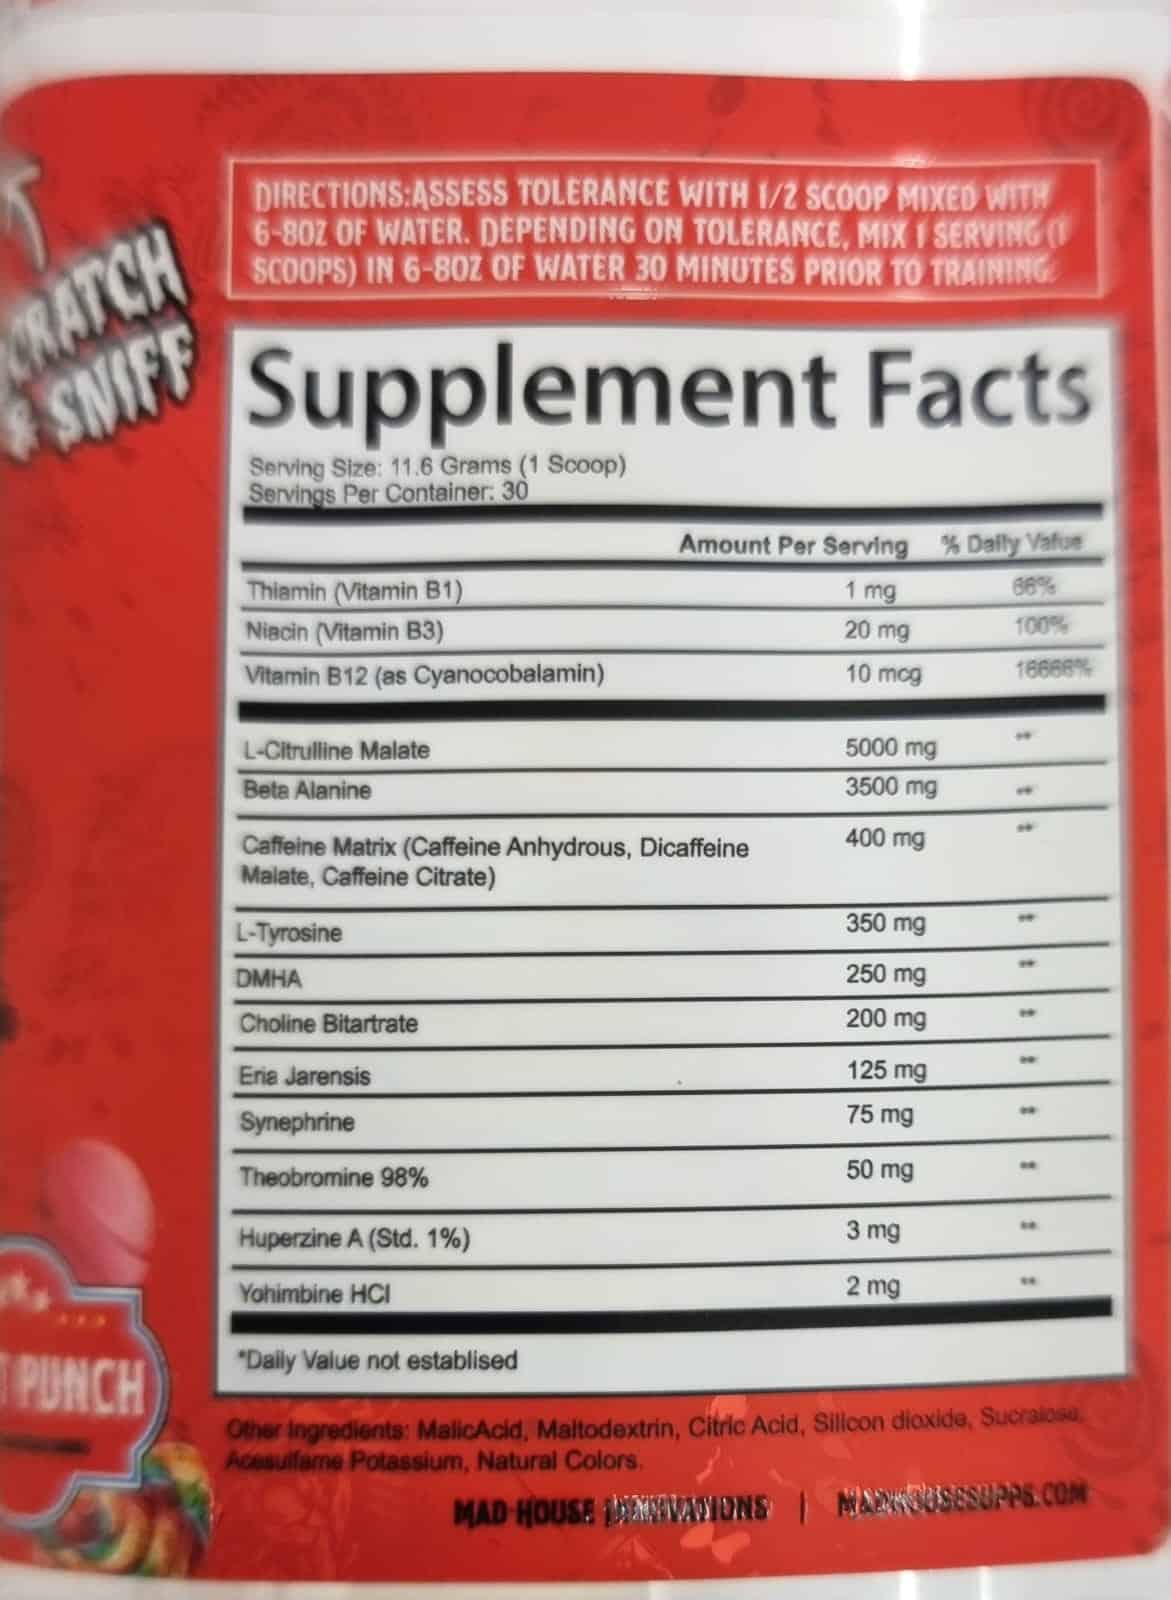 DIRECTIONS:ASSESS TOLERANCE WITH 1/2 SCOOP MIXED WITH
6-8OZ OF WATER. DEPENDING ON TOLERANCE, MIX 1 SERVING (1
SCOOPS) IN 6-8OZ OF WATER 30 MINUTES PRIOR TO TRAINING.
& SNIFF
Supplement Facts
Serving Size: 11.6 Grams (1 Scoop)
Servings Per Container: 30
Amount Per Serving % Daily Value
Thiamin (Vitamin B1) 1 mg 66%
Niacin (Vitamin B3) 20 mg 100%
Vitamin B12 (as Cyanocobalamin) 10 mcg 16666%
L-Citrulline Malate 5000 mg **
Beta Alanine 3500 mg **
Caffeine Matrix (Caffeine Anhydrous, Dicaffeine 400 mg **
Malate, Caffeine Citrate)
L-Tyrosine 350 mg **
DMHA 250 mg **
Choline Bitartrate 200 mg **
Eria Jarensis 125 mg **
Synephrine 75 mg **
Theobromine 98% 50 mg **
Huperzine A (Std. 1%) 3 mg **
Yohimbine HCl 2 mg **
*Daily Value not establised
PUNCH
Other Ingredients: MalicAcid, Maltodextrin, Citric Acid, Silicon dioxide, Sucralose,
Acesulfame Potassium, Natural Colors.
MAD HOUSE INNOVATIONS | MADHOUSESUPPS.COM